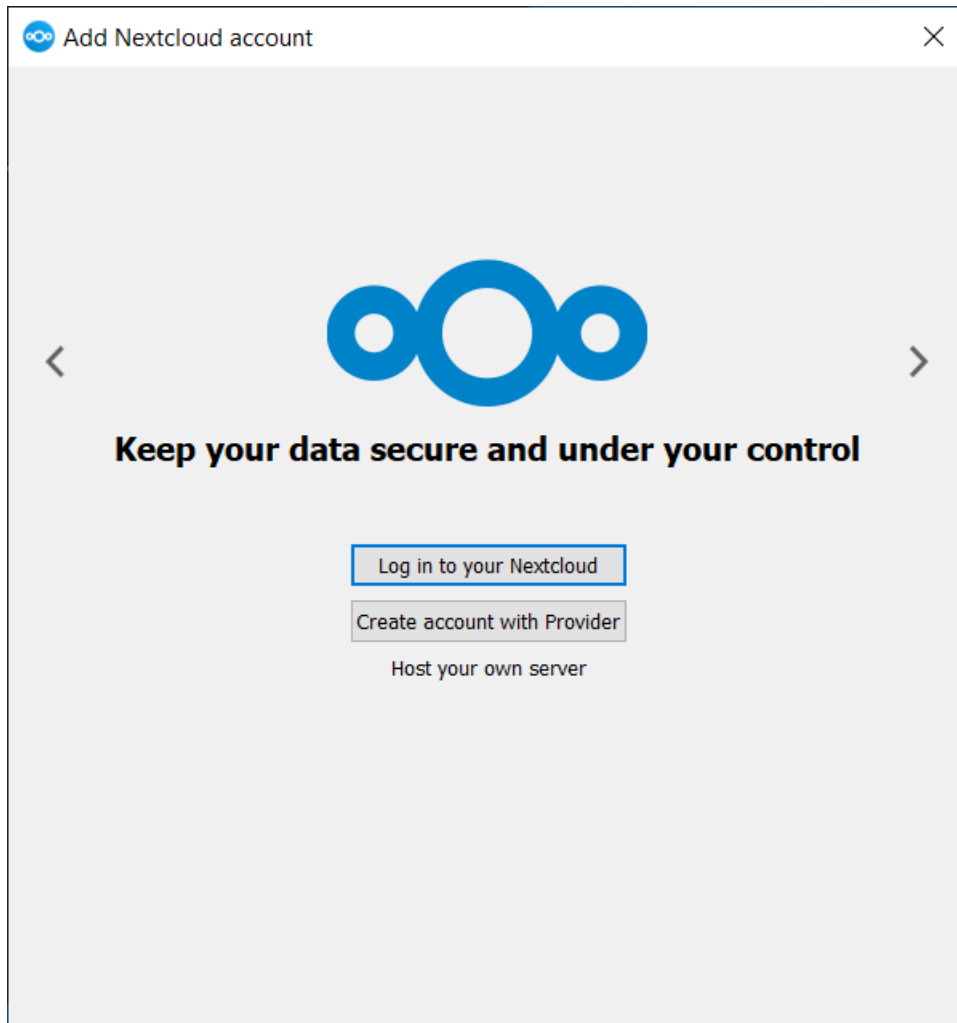 Add Nextcloud account
Keep your data secure and under your control
Log in to your Nextcloud
Create account with Provider
Host your own server